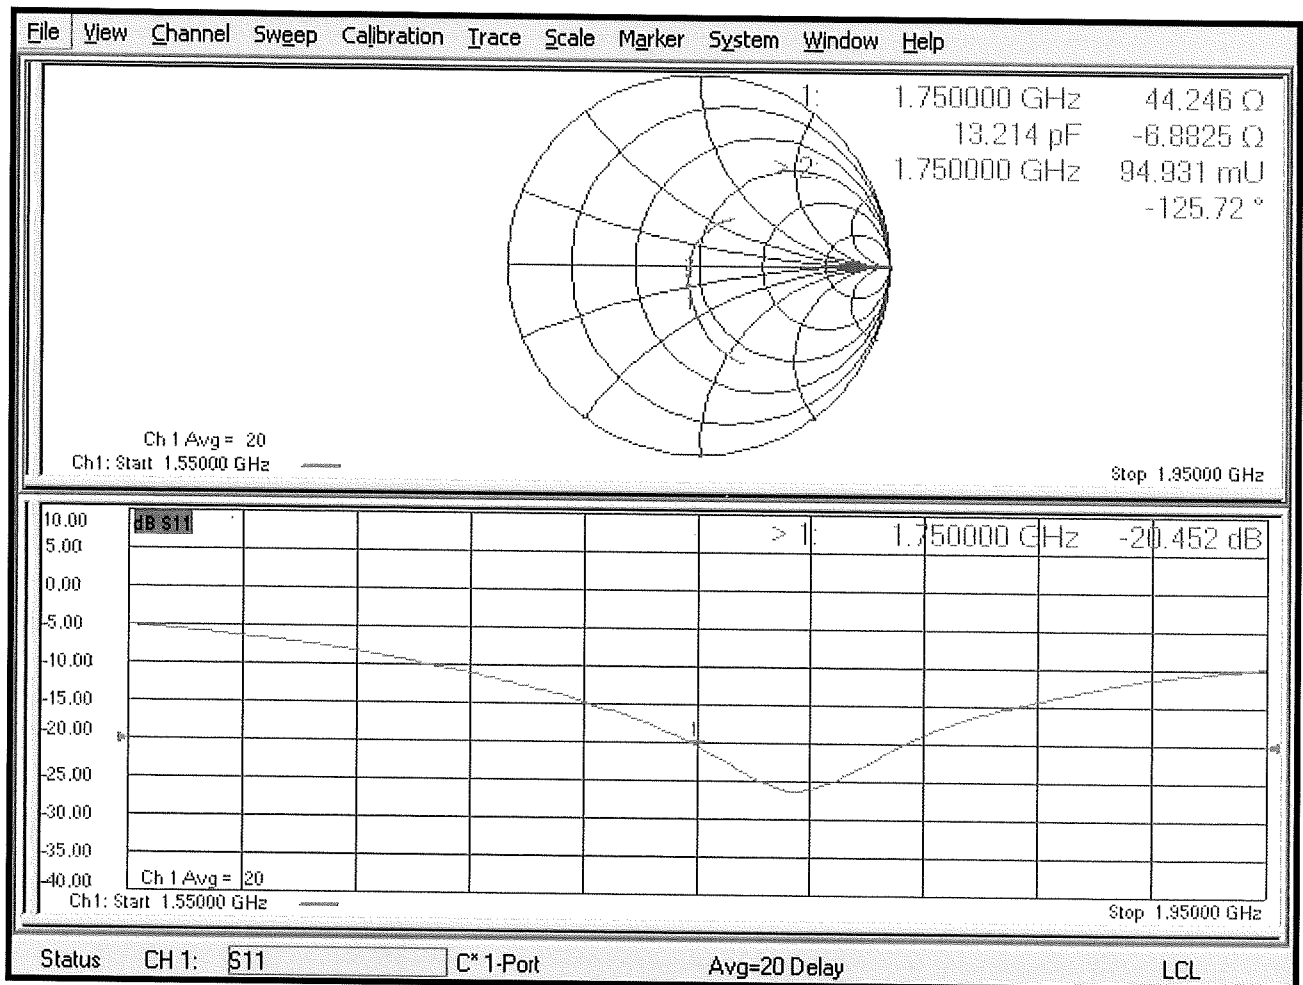 File View Channel Sweep Calibration Trace Scale Marker System Window Help
1: 1.750000 GHz 44.246 Ω
13.214 pF -6.8825 Ω
> 2: 1.750000 GHz 94.931 mU
-125.72 °
Ch 1 Avg = 20
Ch1: Start 1.55000 GHz
Stop 1.95000 GHz
10.00
dB S11
> 1: 1.750000 GHz -20.452 dB
5.00
0.00
-5.00
-10.00
-15.00
-20.00
1
-25.00
-30.00
-35.00
-40.00
Ch 1 Avg = 20
Ch1: Start 1.55000 GHz
Stop 1.95000 GHz
Status CH 1: S11 C* 1-Port Avg=20 Delay LCL